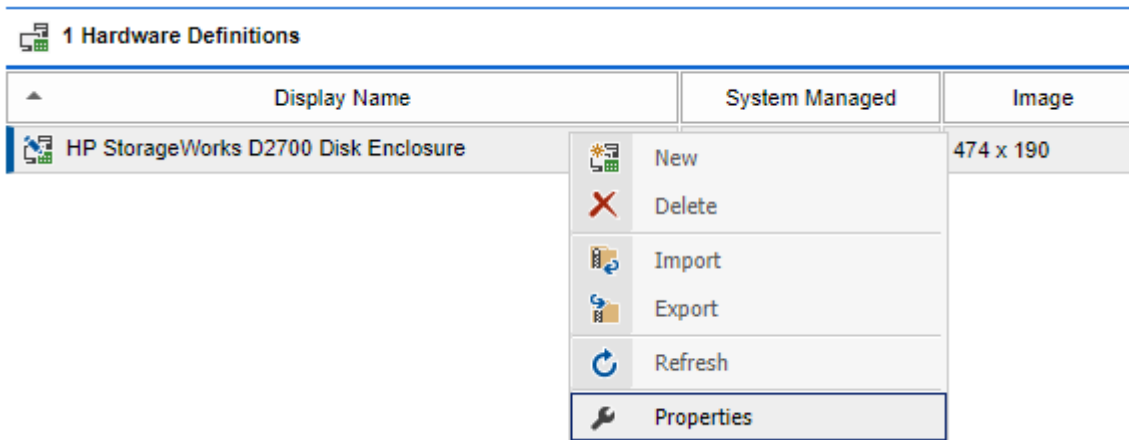 1 Hardware Definitions
Display Name System Managed Image
HP StorageWorks D2700 Disk Enclosure 474 x 190
New
Delete
Import
Export
Refresh
Properties